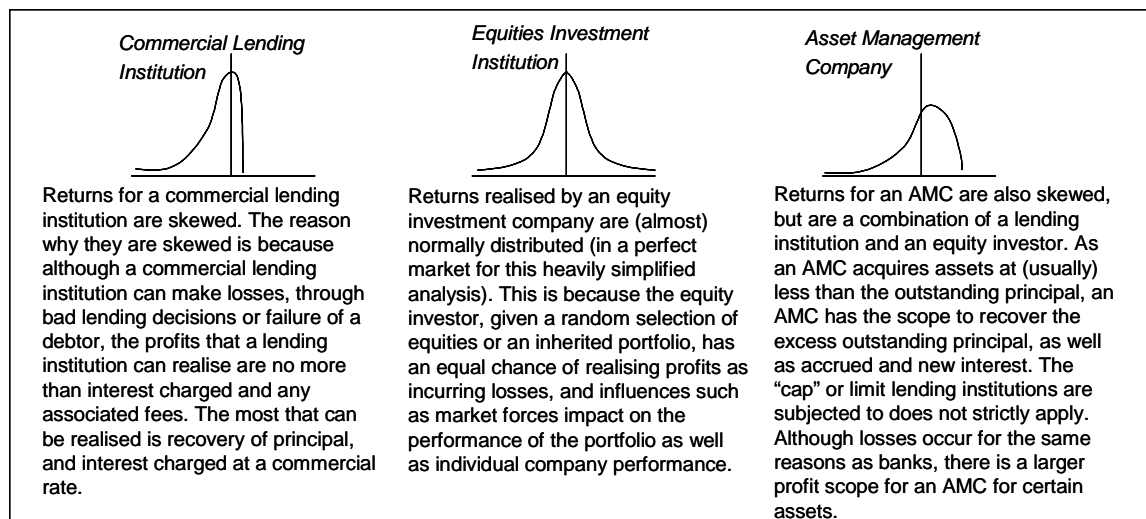 Commercial Lending
Institution
Returns for a commercial lending
institution are skewed. The reason
why they are skewed is because
although a commercial lending
institution can make losses, through
bad lending decisions or failure of a
debtor, the profits that a lending
institution can realise are no more
than interest charged and any
associated fees. The most that can
be realised is recovery of principal,
and interest charged at a commercial
rate.
Equities Investment
Institution
Returns realised by an equity
investment company are (almost)
normally distributed (in a perfect
market for this heavily simplified
analysis). This is because the equity
investor, given a random selection of
equities or an inherited portfolio, has
an equal chance of realising profits as
incurring losses, and influences such
as market forces impact on the
performance of the portfolio as well
as individual company performance.
Asset Management
Company
Returns for an AMC are also skewed,
but are a combination of a lending
institution and an equity investor. As
an AMC acquires assets at (usually)
less than the outstanding principal, an
AMC has the scope to recover the
excess outstanding principal, as well
as accrued and new interest. The
“cap” or limit lending institutions are
subjected to does not strictly apply.
Although losses occur for the same
reasons as banks, there is a larger
profit scope for an AMC for certain
assets.